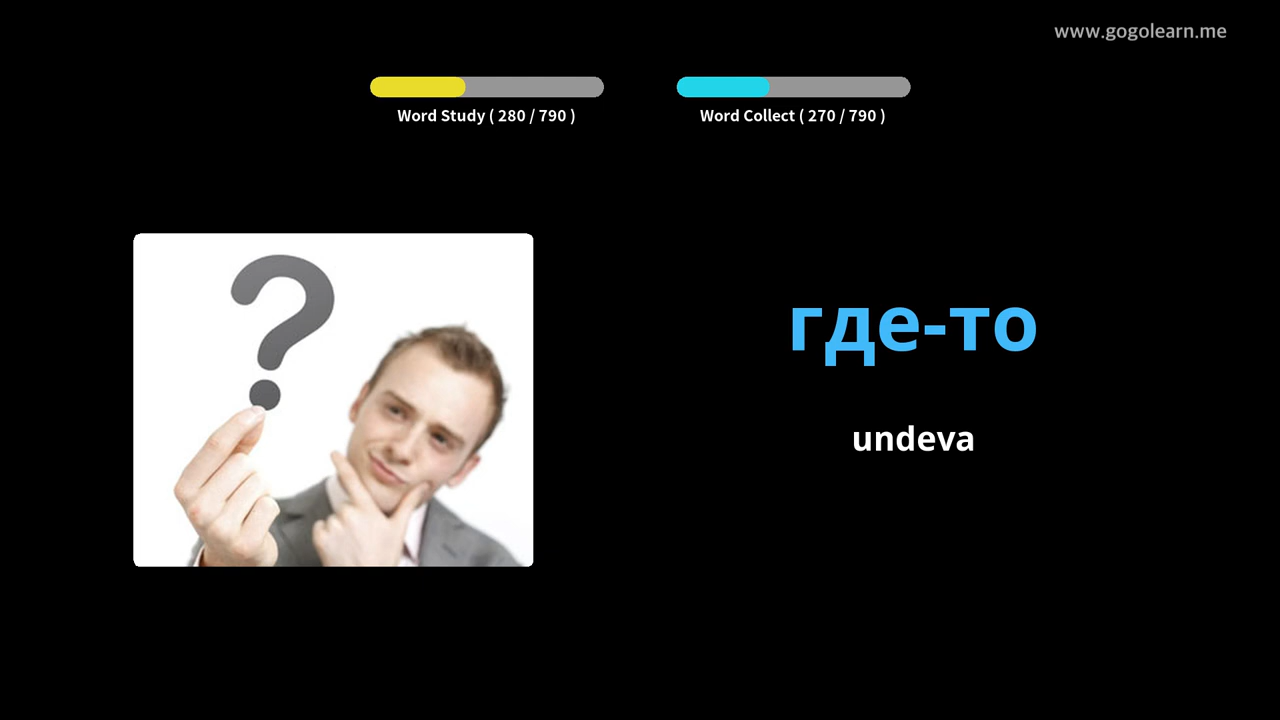 www.gogolearn.me
Word Study ( 280 / 790 )
Word Collect ( 270 / 790 )
?
где-то
undeva